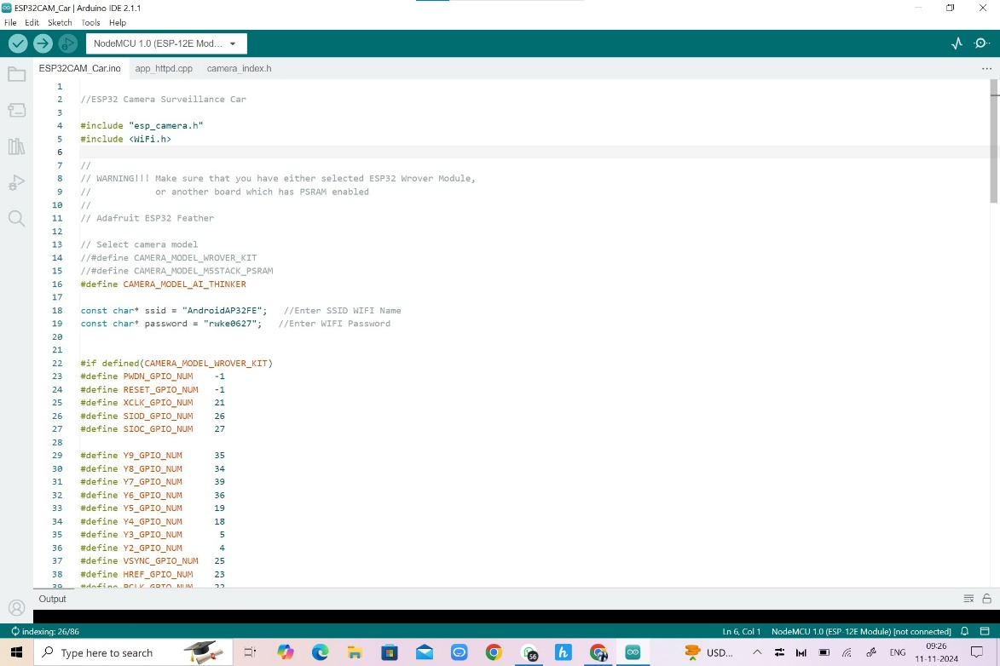 ESP32CAM_Car | Arduino IDE 2.1.1
File Edit Sketch Tools Help
NodeMCU 1.0 (ESP-12E Mod...
ESP32CAM_Car.ino app_httpd.cpp camera_index.h
1
2 //ESP32 Camera Surveillance Car
3
4 #include "esp_camera.h"
5 #include <WiFi.h>
6
7 //
8 // WARNING!!! Make sure that you have either selected ESP32 Wrover Module,
9 // or another board which has PSRAM enabled
10 //
11 // Adafruit ESP32 Feather
12
13 // Select camera model
14 //#define CAMERA_MODEL_WROVER_KIT
15 //#define CAMERA_MODEL_M5STACK_PSRAM
16 #define CAMERA_MODEL_AI_THINKER
17
18 const char* ssid = "AndroidAP32FE"; //Enter SSID WIFI Name
19 const char* password = "rwke0627"; //Enter WIFI Password
20
21
22 #if defined(CAMERA_MODEL_WROVER_KIT)
23 #define PWDN_GPIO_NUM -1
24 #define RESET_GPIO_NUM -1
25 #define XCLK_GPIO_NUM 21
26 #define SIOD_GPIO_NUM 26
27 #define SIOC_GPIO_NUM 27
28
29 #define Y9_GPIO_NUM 35
30 #define Y8_GPIO_NUM 34
31 #define Y7_GPIO_NUM 39
32 #define Y6_GPIO_NUM 36
33 #define Y5_GPIO_NUM 19
34 #define Y4_GPIO_NUM 18
35 #define Y3_GPIO_NUM 5
36 #define Y2_GPIO_NUM 4
37 #define VSYNC_GPIO_NUM 25
38 #define HREF_GPIO_NUM 23
39 #define PCLK_GPIO_NUM 22
Output
indexing: 26/86 Ln 6, Col 1 NodeMCU 1.0 (ESP-12E Module) [not connected]
Type here to search 56 USD... ENG 09:26
11-11-2024